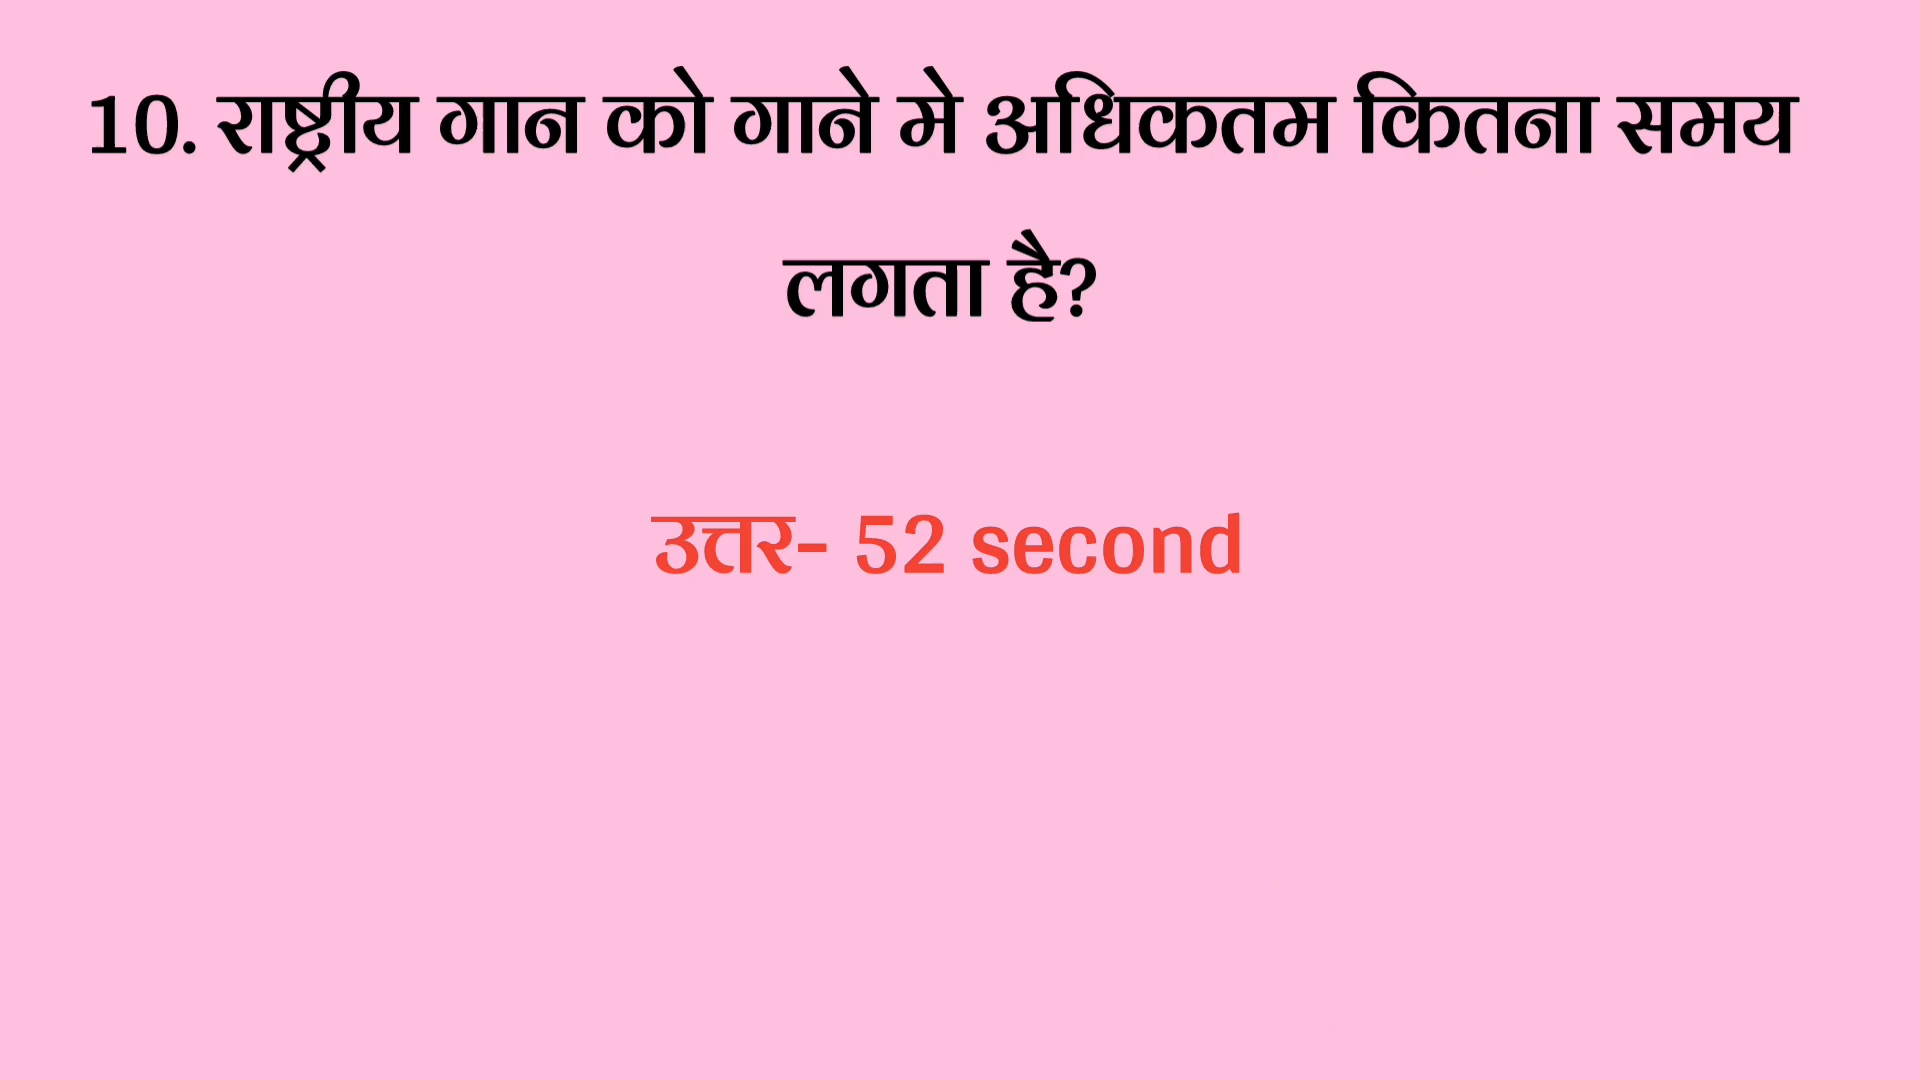 10. राष्ट्रीय गान को गाने मे अधिकतम कितना समय
लगता है?
उत्तर- 52 second